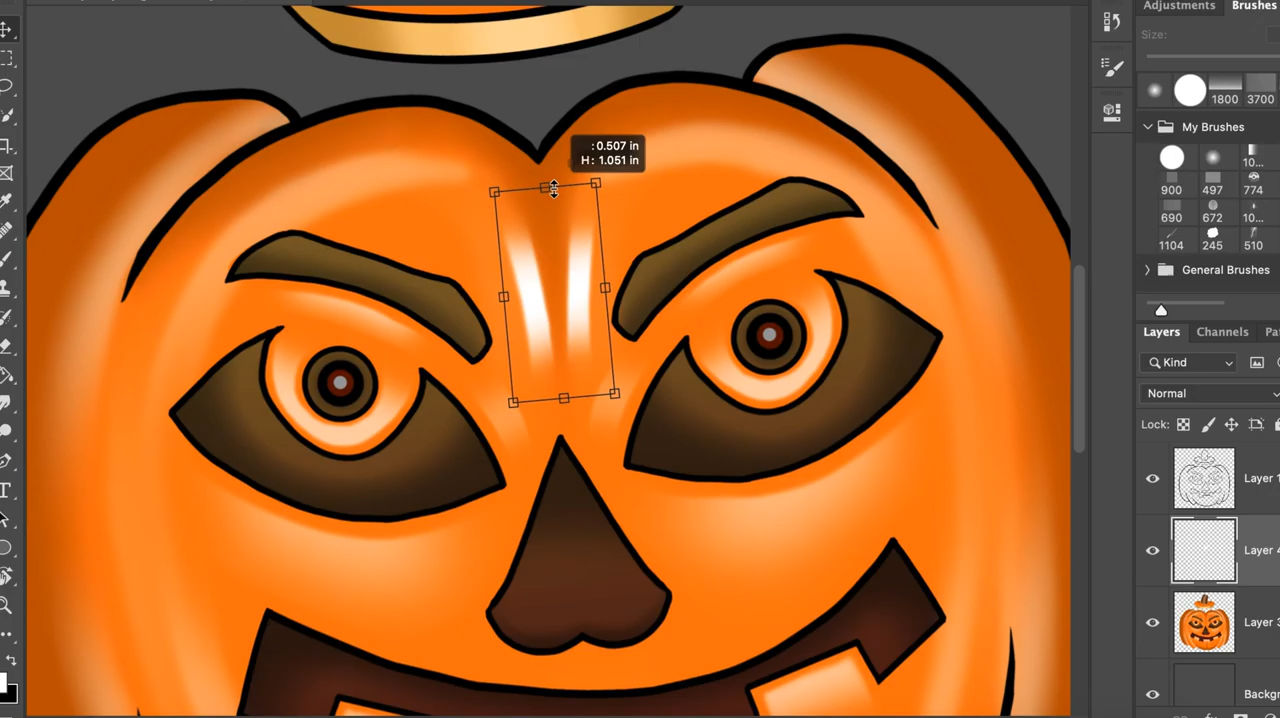 Adjustments Brushes
Size:
1800 3700
My Brushes
10...
900 497 774
690 672 10...
1104 245 510
General Brushes
Layers Channels Pa
Kind
Normal
Lock:
Layer 1
Layer 4
Layer 3
Backgr
: 0.507 in
H: 1.051 in